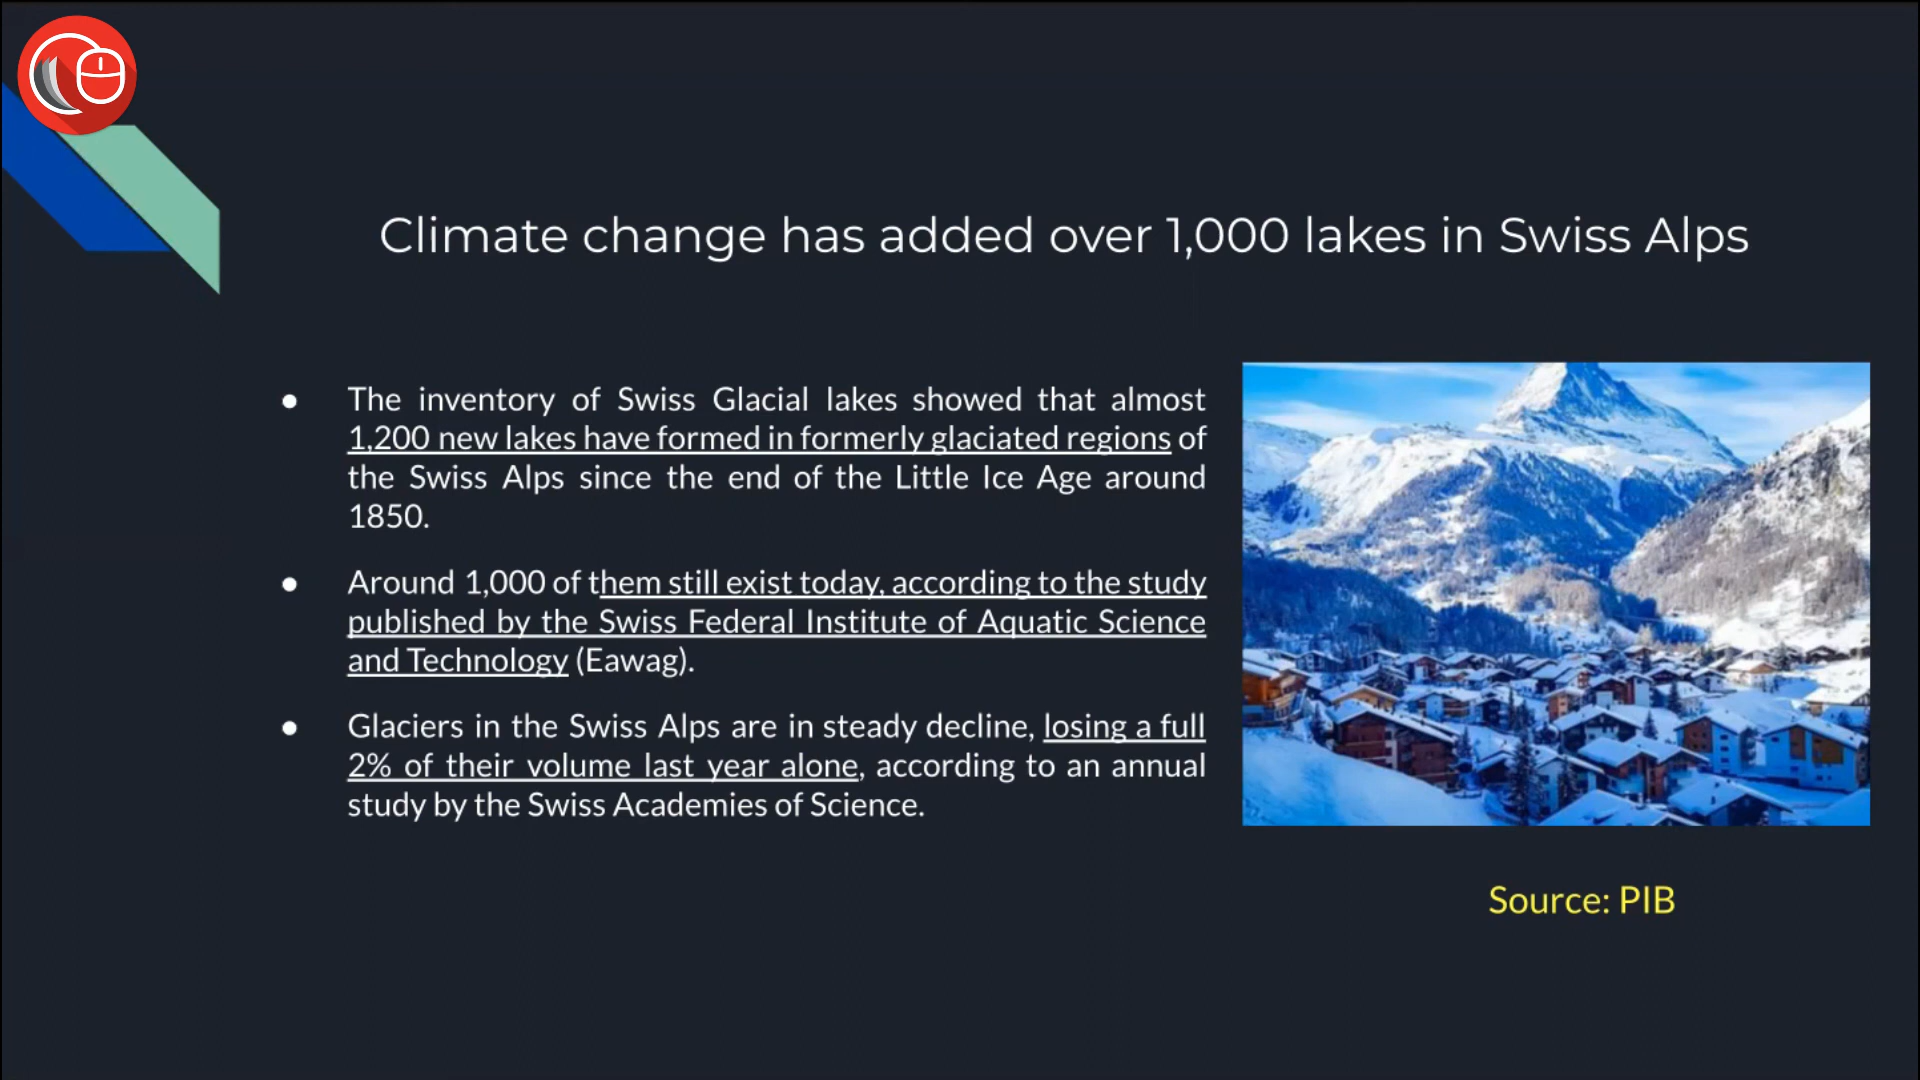 Climate change has added over 1,000 lakes in Swiss Alps
● The inventory of Swiss Glacial lakes showed that almost
1,200 new lakes have formed in formerly glaciated regions of
the Swiss Alps since the end of the Little Ice Age around
1850.
● Around 1,000 of them still exist today, according to the study
published by the Swiss Federal Institute of Aquatic Science
and Technology (Eawag).
● Glaciers in the Swiss Alps are in steady decline, losing a full
2% of their volume last year alone, according to an annual
study by the Swiss Academies of Science.
Source: PIB